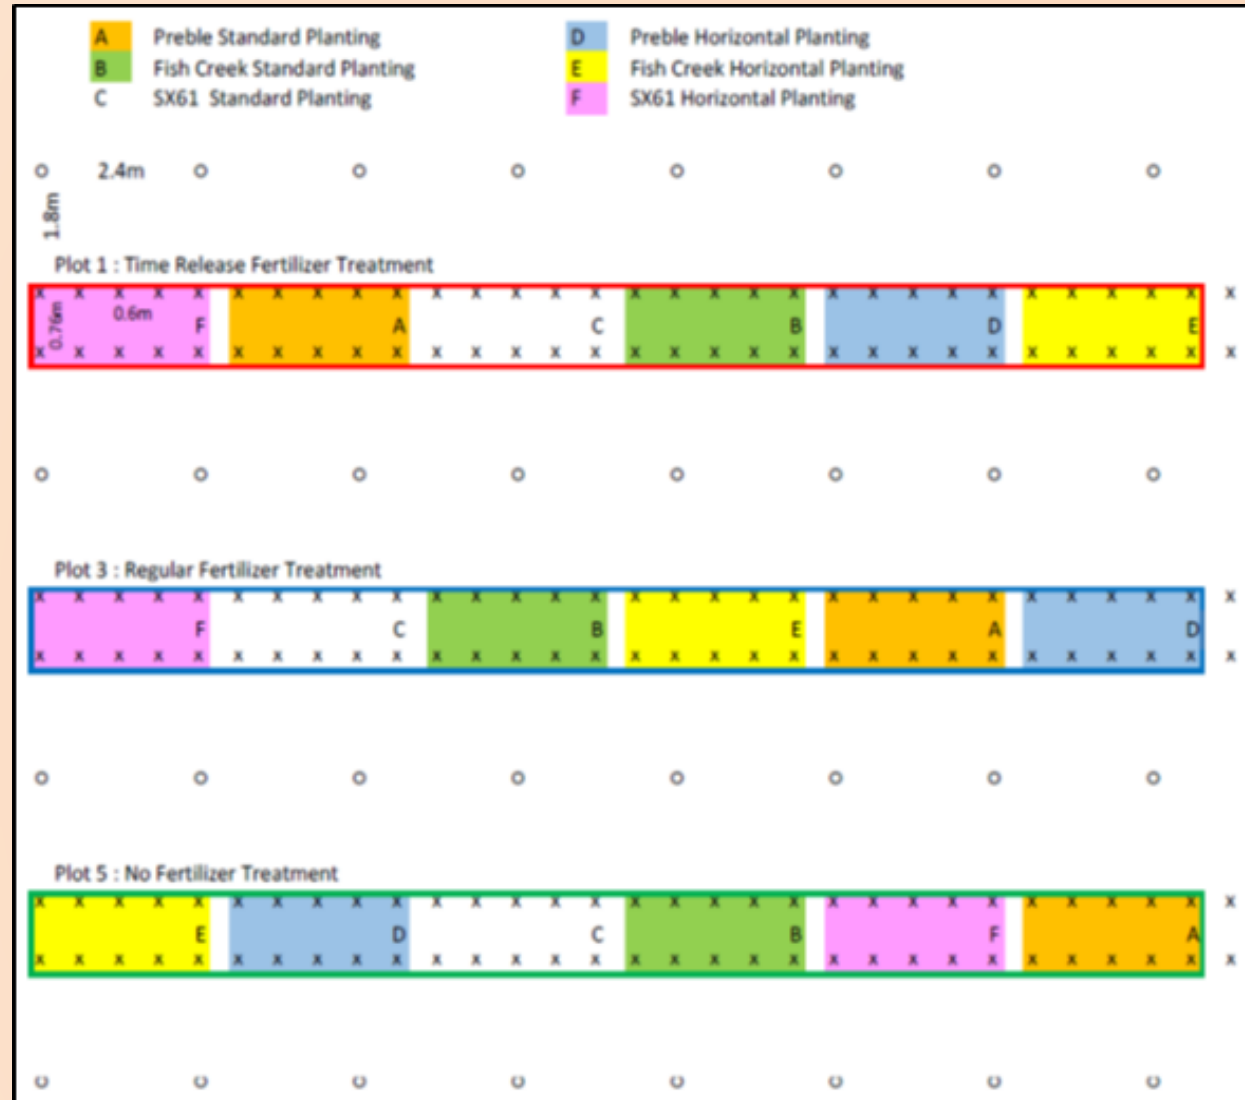 A Preble Standard Planting D Preble Horizontal Planting
B Fish Creek Standard Planting E Fish Creek Horizontal Planting
C SX61 Standard Planting F SX61 Horizontal Planting
o 2.4m o o o o o o o
1.8m
Plot 1 : Time Release Fertilizer Treatment
x x x x x x x x x x x x x x x x x x x x x x x x x x x x x x x
0.76m 0.6m F A C B D E
x x x x x x x x x x x x x x x x x x x x x x x x x x x x x x x
o o o o o o o o
Plot 3 : Regular Fertilizer Treatment
x x x x x x x x x x x x x x x x x x x x x x x x x x x x x x x
F C B E A D
x x x x x x x x x x x x x x x x x x x x x x x x x x x x x x x
o o o o o o o o
Plot 5 : No Fertilizer Treatment
x x x x x x x x x x x x x x x x x x x x x x x x x x x x x x x
E D C B F A
x x x x x x x x x x x x x x x x x x x x x x x x x x x x x x x
o o o o o o o o